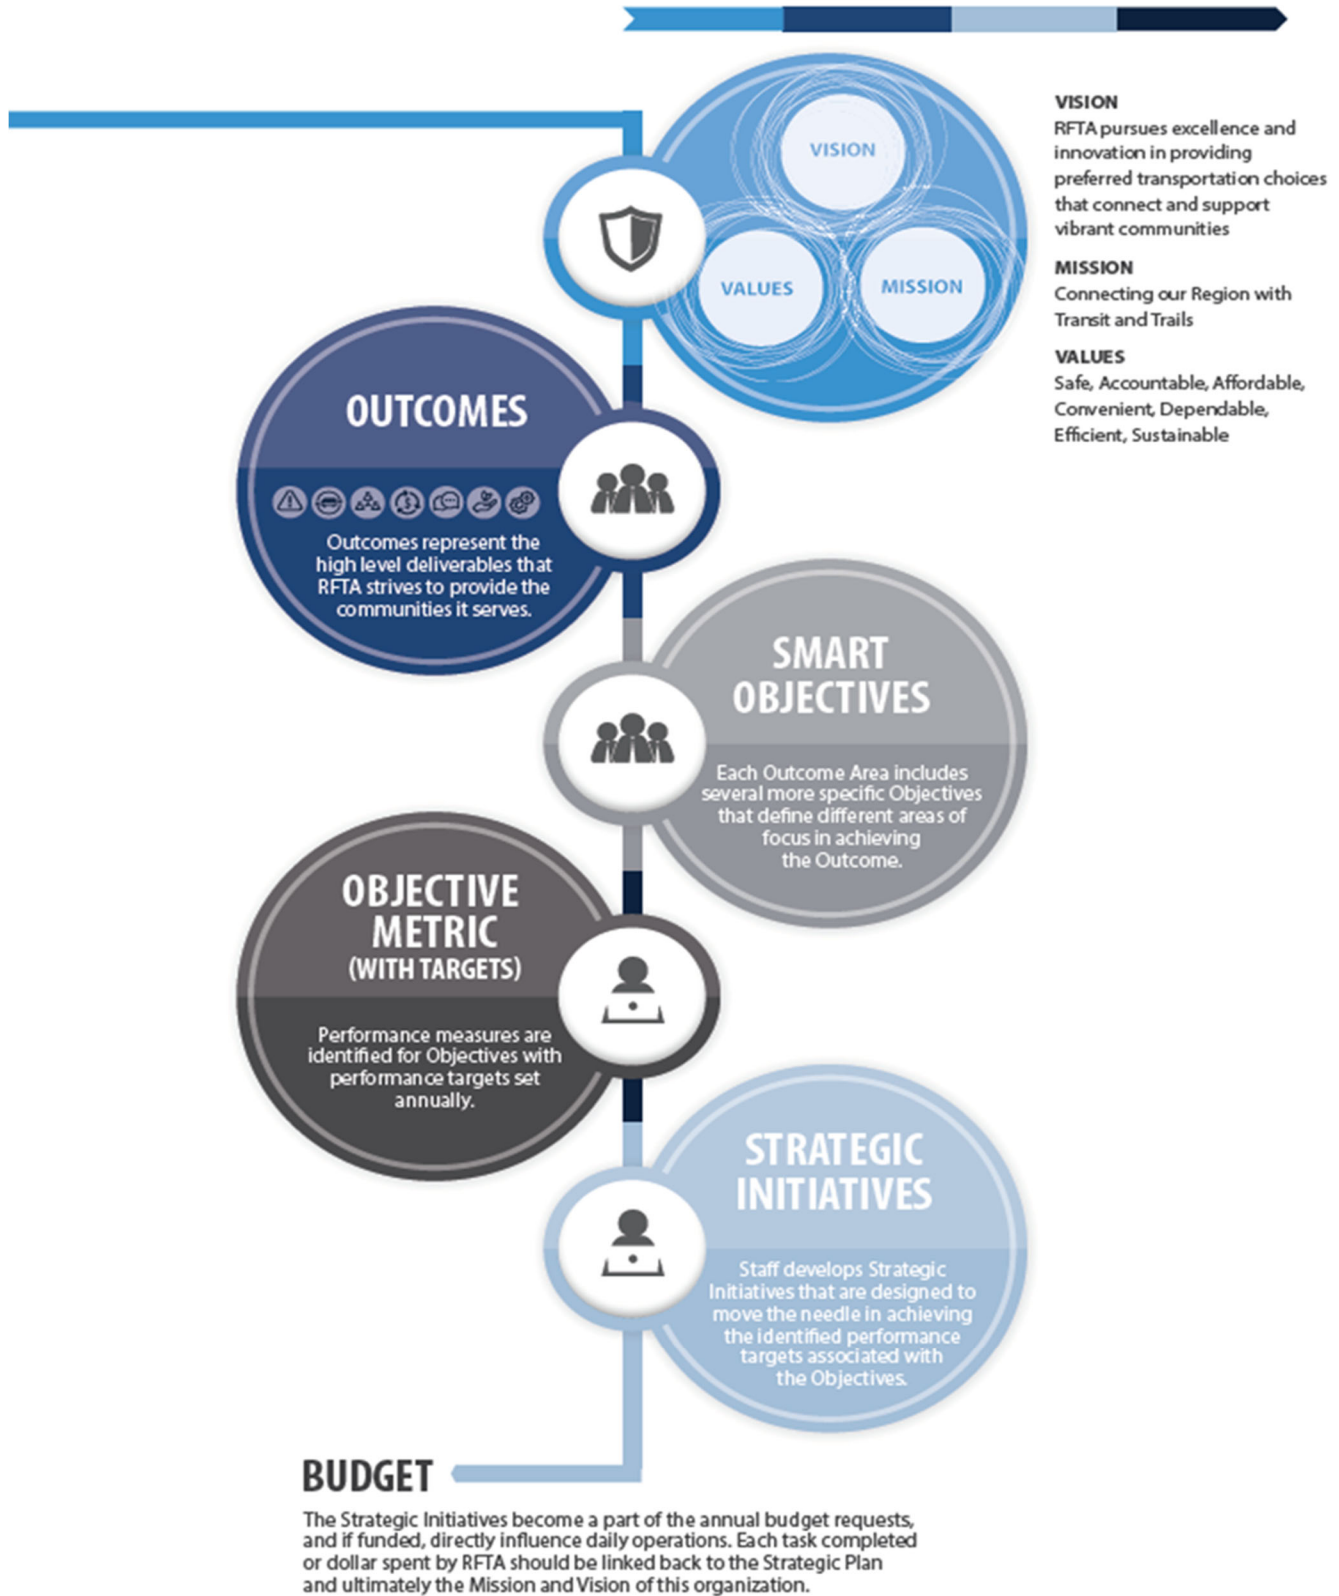 VISION
VALUES
MISSION
VISION
RFTA pursues excellence and
innovation in providing
preferred transportation choices
that connect and support
vibrant communities
MISSION
Connecting our Region with
Transit and Trails
VALUES
Safe, Accountable, Affordable,
Convenient, Dependable,
Efficient, Sustainable
OUTCOMES
Outcomes represent the
high level deliverables that
RFTA strives to provide the
communities it serves.
SMART
OBJECTIVES
Each Outcome Area includes
several more specific Objectives
that define different areas of
focus in achieving
the Outcome.
OBJECTIVE
METRIC
(WITH TARGETS)
Performance measures are
identified for Objectives with
performance targets set
annually.
STRATEGIC
INITIATIVES
Staff develops Strategic
Initiatives that are designed to
move the needle in achieving
the identified performance
targets associated with
the Objectives.
BUDGET
The Strategic Initiatives become a part of the annual budget requests,
and if funded, directly influence daily operations. Each task completed
or dollar spent by RFTA should be linked back to the Strategic Plan
and ultimately the Mission and Vision of this organization.